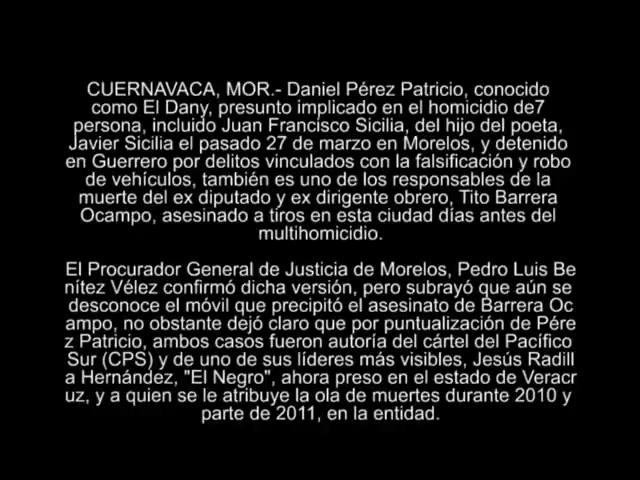 CUERNAVACA, MOR.- Daniel Pérez Patricio, conocido
como El Dany, presunto implicado en el homicidio de7
persona, incluido Juan Francisco Sicilia, del hijo del poeta,
Javier Sicilia el pasado 27 de marzo en Morelos, y detenido
en Guerrero por delitos vinculados con la falsificación y robo
de vehículos, también es uno de los responsables de la
muerte del ex diputado y ex dirigente obrero, Tito Barrera
Ocampo, asesinado a tiros en esta ciudad días antes del
multihomicidio.
El Procurador General de Justicia de Morelos, Pedro Luis Be
nítez Vélez confirmó dicha versión, pero subrayó que aún se
desconoce el móvil que precipitó el asesinato de Barrera Oc
ampo, no obstante dejó claro que por puntualización de Pére
z Patricio, ambos casos fueron autoría del cártel del Pacífico
Sur (CPS) y de uno de sus líderes más visibles, Jesús Radill
a Hernández, "El Negro", ahora preso en el estado de Veracr
uz, y a quien se le atribuye la ola de muertes durante 2010 y
parte de 2011, en la entidad.